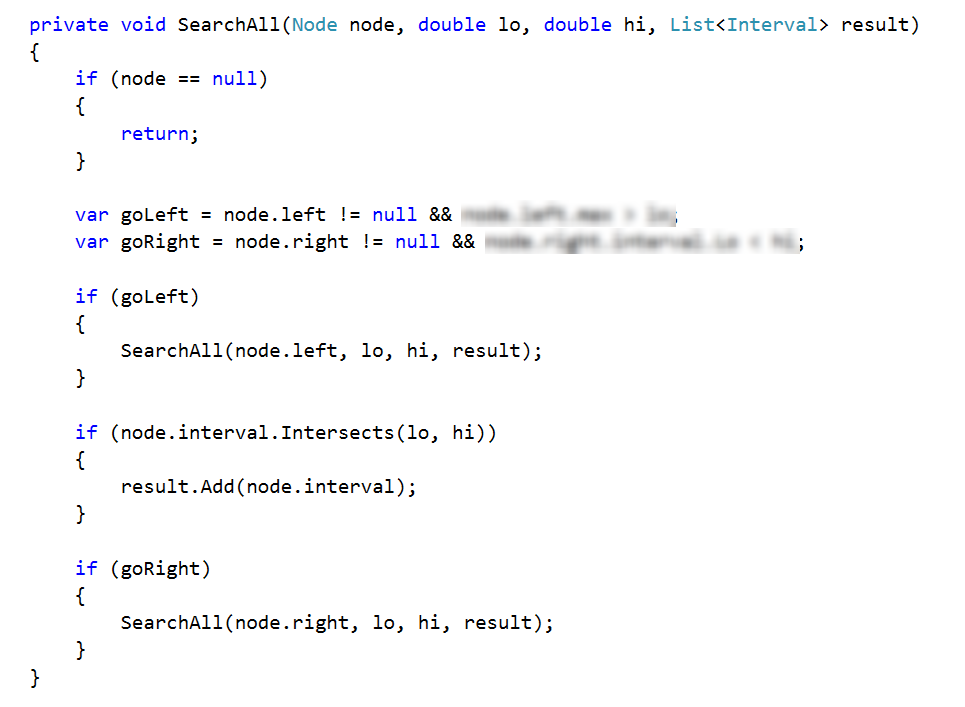 private void SearchAll(Node node, double lo, double hi, List<Interval> result)
{
    if (node == null)
    {
        return;
    }

    var goLeft = node.left != null && ;
    var goRight = node.right != null && ;

    if (goLeft)
    {
        SearchAll(node.left, lo, hi, result);
    }

    if (node.interval.Intersects(lo, hi))
    {
        result.Add(node.interval);
    }

    if (goRight)
    {
        SearchAll(node.right, lo, hi, result);
    }
}